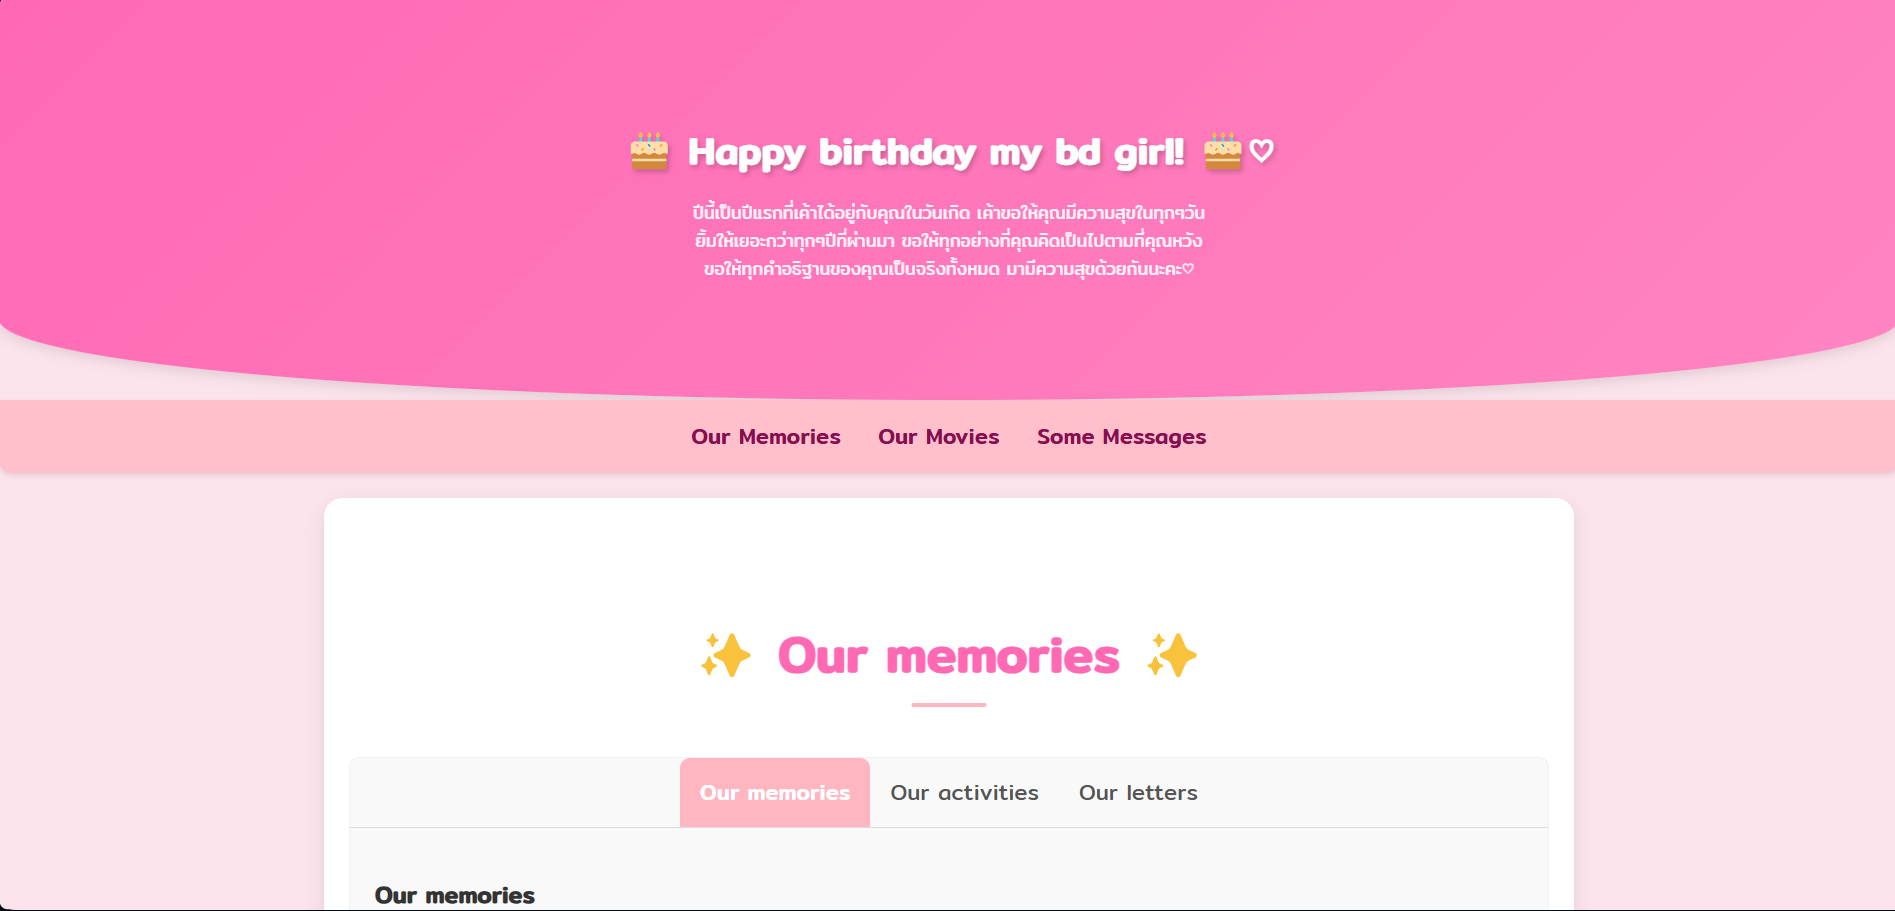 🎂 Happy birthday my bd girl! 🎂♡
ปีนี้เป็นปีแรกที่เค้าได้อยู่กับคุณในวันเกิด เค้าขอให้คุณมีความสุขในทุกๆวัน
ยิ้มให้เยอะกว่าทุกๆปีที่ผ่านมา ขอให้ทุกอย่างที่คุณคิดเป็นไปตามที่คุณหวัง
ขอให้ทุกคำอธิฐานของคุณเป็นจริงทั้งหมด มามีความสุขด้วยกันนะคะ♡
Our Memories Our Movies Some Messages
✨ Our memories ✨
Our memories Our activities Our letters
Our memories